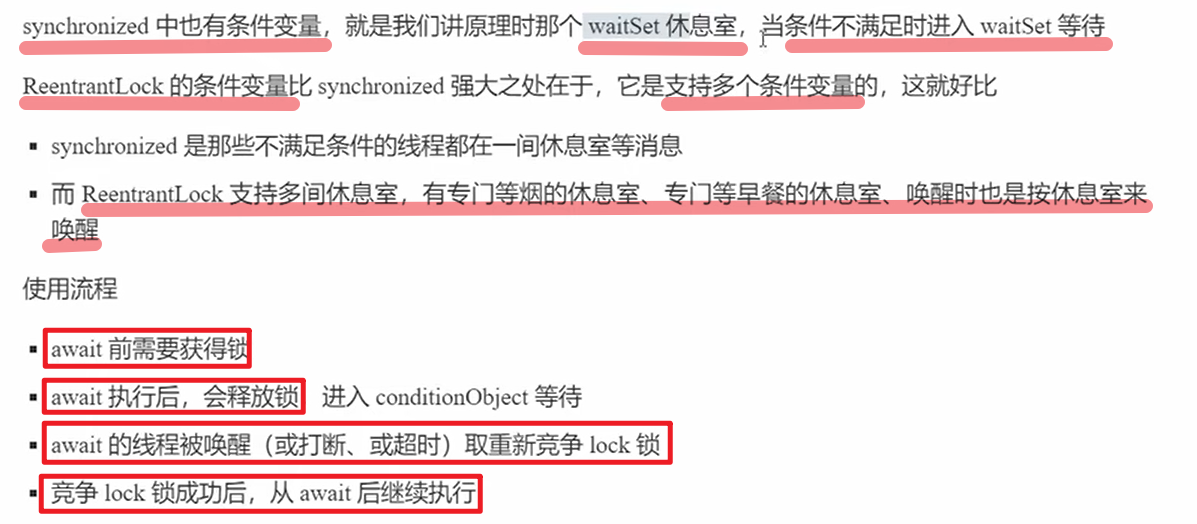 synchronized 中也有条件变量，就是我们讲原理时那个 waitSet 休息室，当条件不满足时进入 waitSet 等待
ReentrantLock 的条件变量比 synchronized 强大之处在于，它是支持多个条件变量的，这就好比
▪ synchronized 是那些不满足条件的线程都在一间休息室等消息
▪ 而 ReentrantLock 支持多间休息室，有专门等烟的休息室、专门等早餐的休息室、唤醒时也是按休息室来
唤醒
使用流程
▪ await 前需要获得锁
▪ await 执行后，会释放锁 进入 conditionObject 等待
▪ await 的线程被唤醒（或打断、或超时）取重新竞争 lock 锁
▪ 竞争 lock 锁成功后，从 await 后继续执行